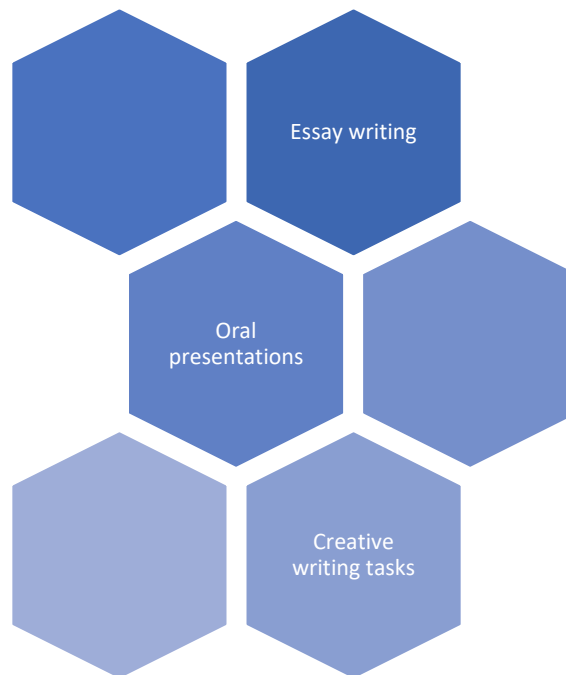 Essay writing
Oral
presentations
Creative
writing tasks